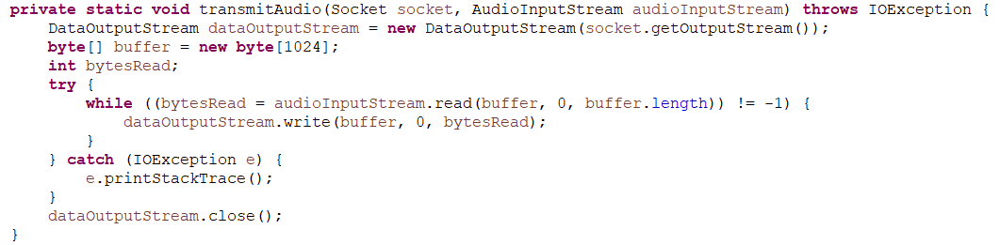 private static void transmitAudio(Socket socket, AudioInputStream audioInputStream) throws IOException {
    DataOutputStream dataOutputStream = new DataOutputStream(socket.getOutputStream());
    byte[] buffer = new byte[1024];
    int bytesRead;
    try {
        while ((bytesRead = audioInputStream.read(buffer, 0, buffer.length)) != -1) {
            dataOutputStream.write(buffer, 0, bytesRead);
        }
    } catch (IOException e) {
        e.printStackTrace();
    }
    dataOutputStream.close();
}